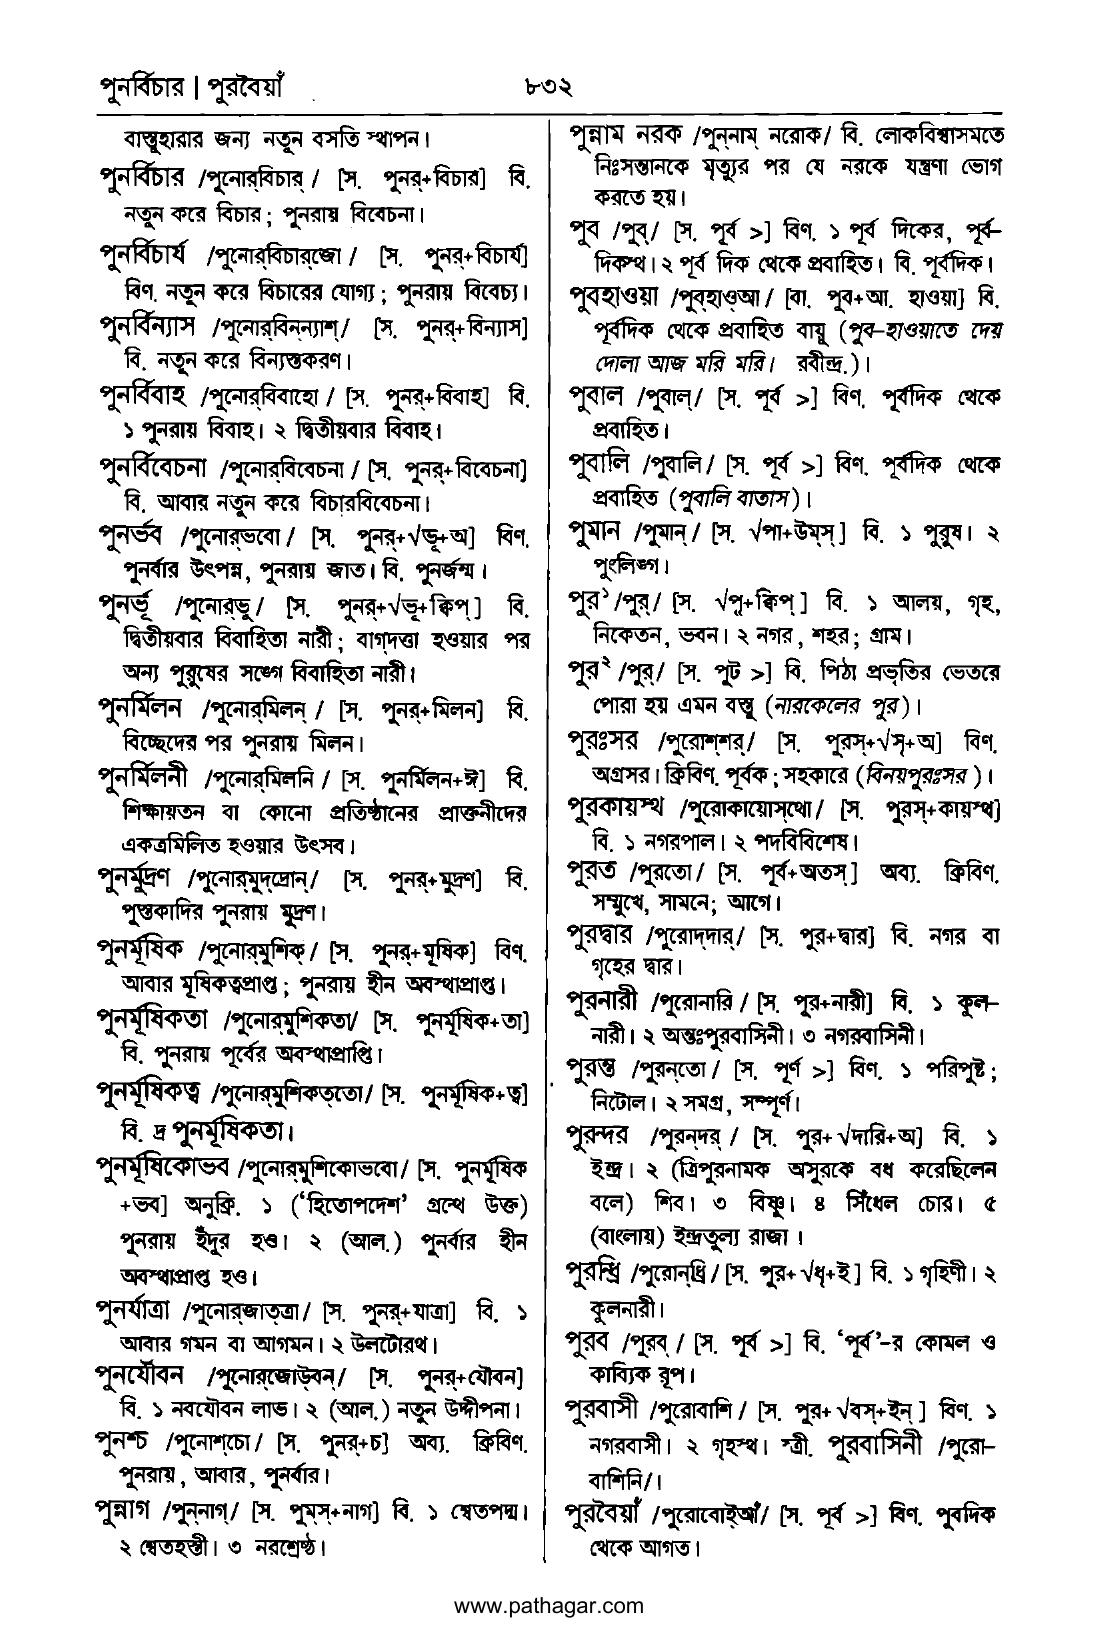 পুনর্বিচার | পুরবৈয়াঁ
৮৩২
বাস্তুহারার জন্য নতুন বসতি স্থাপন।
পুনর্বিচার /পুনোর্‌বিচার্‌/ [স. পুনর্‌+বিচার] বি.
নতুন করে বিচার; পুনরায় বিবেচনা।
পুনর্বিচার্য /পুনোর্‌বিচার্‌জো/ [স. পুনর্‌+বিচার্য]
বিণ. নতুন করে বিচারের যোগ্য; পুনরায় বিবেচ্য।
পুনর্বিন্যাস /পুনোর্‌বিন্‌ন্যাশ্‌/ [স. পুনর্‌+বিন্যাস]
বি. নতুন করে বিন্যস্তকরণ।
পুনর্বিবাহ /পুনোর্‌বিবাহো/ [স. পুনর্‌+বিবাহ] বি.
১ পুনরায় বিবাহ। ২ দ্বিতীয়বার বিবাহ।
পুনর্বিবেচনা /পুনোর্‌বিবেচনা/ [স. পুনর্‌+বিবেচনা]
বি. আবার নতুন করে বিচারবিবেচনা।
পুনর্ভব /পুনোর্‌ভবো/ [স. পুনর্‌+√ভূ+অ] বিণ.
পুনর্বার উৎপন্ন, পুনরায় জাত। বি. পুনর্জন্ম।
পুনর্ভূ /পুনোর্‌ভু/ [স. পুনর্‌+√ভূ+ক্বিপ্‌] বি.
দ্বিতীয়বার বিবাহিতা নারী; বাগ্‌দত্তা হওয়ার পর
অন্য পুরুষের সঙ্গে বিবাহিতা নারী।
পুনর্মিলন /পুনোর্‌মিলন্‌/ [স. পুনর্‌+মিলন] বি.
বিচ্ছেদের পর পুনরায় মিলন।
পুনর্মিলনী /পুনোর্‌মিলনি/ [স. পুনর্মিলন+ঈ] বি.
শিক্ষায়তন বা কোনো প্রতিষ্ঠানের প্রাক্তনীদের
একত্রমিলিত হওয়ার উৎসব।
পুনর্মুদ্রণ /পুনোর্‌মুদ্‌দ্রোন্‌/ [স. পুনর্‌+মুদ্রণ] বি.
পুস্তকাদির পুনরায় মুদ্রণ।
পুনর্মূষিক /পুনোর্‌মুশিক্‌/ [স. পুনর্‌+মূষিক] বিণ.
আবার মূষিকত্বপ্রাপ্ত; পুনরায় হীন অবস্থাপ্রাপ্ত।
পুনর্মূষিকতা /পুনোর্‌মুশিকতা/ [স. পুনর্মূষিক+তা]
বি. পুনরায় পূর্বের অবস্থাপ্রাপ্তি।
পুনর্মূষিকত্ব /পুনোর্‌মুশিকত্‌তো/ [স. পুনর্মূষিক+ত্ব]
বি. দ্র পুনর্মূষিকতা।
পুনর্মূষিকোভব /পুনোর্‌মুশিকোভবো/ [স. পুনর্মূষিক
+ভব] অনুক্রি. ১ (‘হিতোপদেশ’ গ্রন্থে উক্ত)
পুনরায় ইঁদুর হও। ২ (আল.) পুনর্বার হীন
অবস্থাপ্রাপ্ত হও।
পুনর্যাত্রা /পুনোর্‌জাত্‌ত্রা/ [স. পুনর্‌+যাত্রা] বি. ১
আবার গমন বা আগমন। ২ উলটোরথ।
পুনর্যৌবন /পুনোর্‌জোউ্‌বন্‌/ [স. পুনর্‌+যৌবন]
বি. ১ নবযৌবন লাভ। ২ (আল.) নতুন উদ্দীপনা।
পুনশ্চ /পুনোশ্‌চো/ [স. পুনর্‌+চ] অব্য. ক্রিবিণ.
পুনরায়, আবার, পুনর্বার।
পুন্নাগ /পুন্‌নাগ্‌/ [স. পুমস্‌+নাগ] বি. ১ শ্বেতপদ্ম।
২ শ্বেতহস্তী। ৩ নরশ্রেষ্ঠ।
পুন্নাম নরক /পুন্‌নাম্‌ নরোক/ বি. লোকবিশ্বাসমতে
নিঃসন্তানকে মৃত্যুর পর যে নরকে যন্ত্রণা ভোগ
করতে হয়।
পুব /পুব্‌/ [স. পূর্ব >] বিণ. ১ পূর্ব দিকের, পূর্ব-
দিকস্থ। ২ পূর্ব দিক থেকে প্রবাহিত। বি. পূর্বদিক।
পুবহাওয়া /পুব্‌হাও্‌আ/ [বা. পুব+আ. হাওয়া] বি.
পূর্বদিক থেকে প্রবাহিত বায়ু (পুব-হাওয়াতে দেয়
দোলা আজ মরি মরি। রবীন্দ্র.)।
পুবাল /পুবাল্‌/ [স. পূর্ব >] বিণ. পূর্বদিক থেকে
প্রবাহিত।
পুবালি /পুবালি/ [স. পূর্ব >] বিণ. পূর্বদিক থেকে
প্রবাহিত (পুবালি বাতাস)।
পুমান /পুমান্‌/ [স. √পা+উম্‌স্‌] বি. ১ পুরুষ। ২
পুংলিঙ্গ।
পুর১ /পুর্‌/ [স. √পৃ+ক্বিপ্‌] বি. ১ আলয়, গৃহ,
নিকেতন, ভবন। ২ নগর, শহর; গ্রাম।
পুর২ /পুর্‌/ [স. পুট >] বি. পিঠা প্রভৃতির ভেতরে
পোরা হয় এমন বস্তু (নারকেলের পুর)।
পুরঃসর /পুরোশ্‌শর্‌/ [স. পুরস্‌+√সৃ+অ] বিণ.
অগ্রসর। ক্রিবিণ. পূর্বক; সহকারে (বিনয়পুরঃসর)।
পুরকায়স্থ /পুরোকায়োস্‌থো/ [স. পুরস্‌+কায়স্থ]
বি. ১ নগরপাল। ২ পদবিবিশেষ।
পুরত /পুরতো/ [স. পূর্ব+অতস্‌] অব্য. ক্রিবিণ.
সম্মুখে, সামনে; আগে।
পুরদ্বার /পুরোদ্‌দার্‌/ [স. পুর+দ্বার] বি. নগর বা
গৃহের দ্বার।
পুরনারী /পুরোনারি/ [স. পুর+নারী] বি. ১ কুল-
নারী। ২ অন্তঃপুরবাসিনী। ৩ নগরবাসিনী।
পুরন্ত /পুরন্‌তো/ [স. পূর্ণ >] বিণ. ১ পরিপুষ্ট;
নিটোল। ২ সমগ্র, সম্পূর্ণ।
পুরন্দর /পুরন্‌দর্‌/ [স. পুর+√দারি+অ] বি. ১
ইন্দ্র। ২ (ত্রিপুরনামক অসুরকে বধ করেছিলেন
বলে) শিব। ৩ বিষ্ণু। ৪ সিঁধেল চোর। ৫
(বাংলায়) ইন্দ্রতুল্য রাজা।
পুরন্ধ্রি /পুরোন্‌ধ্রি/ [স. পুর+√ধৃ+ই] বি. ১ গৃহিণী। ২
কুলনারী।
পুরব /পুরব্‌/ [স. পূর্ব >] বি. ‘পূর্ব’-র কোমল ও
কাব্যিক রূপ।
পুরবাসী /পুরোবাশি/ [স. পুর+√বস্‌+ইন্‌] বিণ. ১
নগরবাসী। ২ গৃহস্থ। স্ত্রী. পুরবাসিনী /পুরো-
বাশিনি/।
পুরবৈয়াঁ /পুরোবোই্‌আঁ/ [স. পূর্ব >] বিণ. পুবদিক
থেকে আগত।
www.pathagar.com